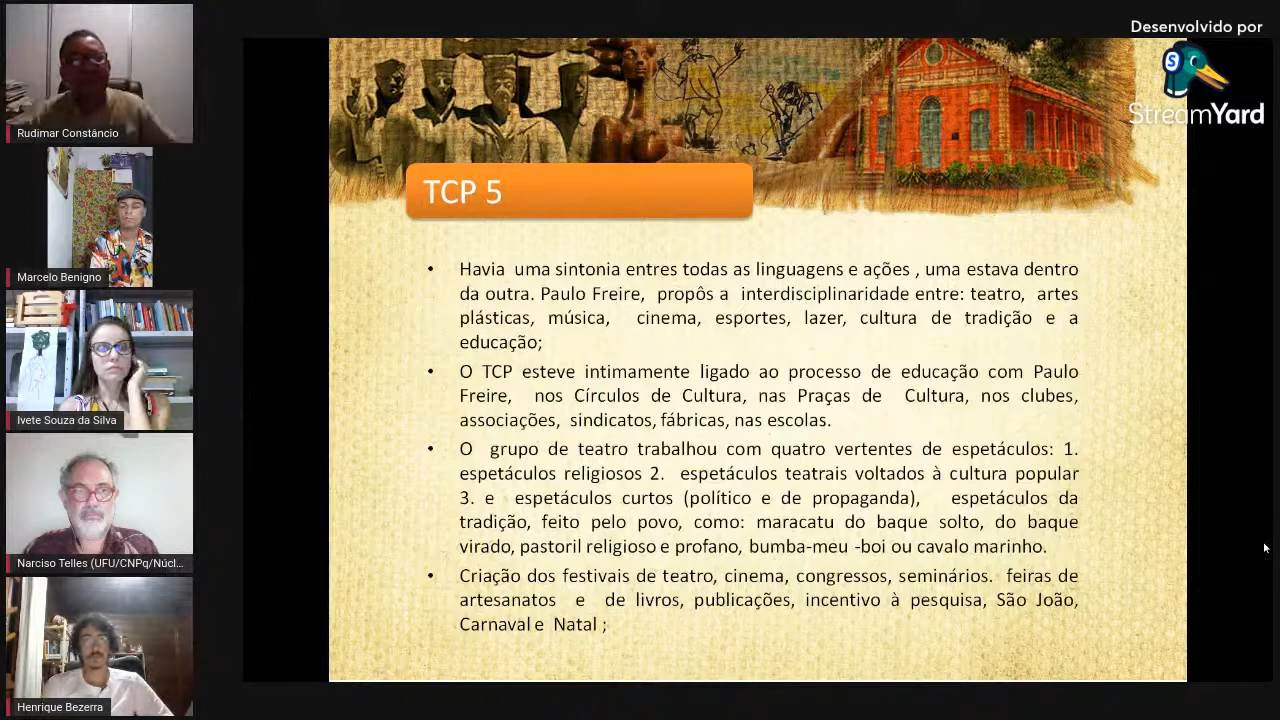 Desenvolvido por
StreamYard
Rudimar Constâncio
Marcelo Benigno
Ivete Souza da Silva
Narciso Telles (UFU/CNPq/Núcl...
Henrique Bezerra
TCP 5
• Havia uma sintonia entres todas as linguagens e ações , uma estava dentro
da outra. Paulo Freire, propôs a interdisciplinaridade entre: teatro, artes
plásticas, música, cinema, esportes, lazer, cultura de tradição e a
educação;
• O TCP esteve intimamente ligado ao processo de educação com Paulo
Freire, nos Círculos de Cultura, nas Praças de Cultura, nos clubes,
associações, sindicatos, fábricas, nas escolas.
• O grupo de teatro trabalhou com quatro vertentes de espetáculos: 1.
espetáculos religiosos 2. espetáculos teatrais voltados à cultura popular
3. e espetáculos curtos (político e de propaganda), espetáculos da
tradição, feito pelo povo, como: maracatu do baque solto, do baque
virado, pastoril religioso e profano, bumba-meu -boi ou cavalo marinho.
• Criação dos festivais de teatro, cinema, congressos, seminários. feiras de
artesanatos e de livros, publicações, incentivo à pesquisa, São João,
Carnaval e Natal ;